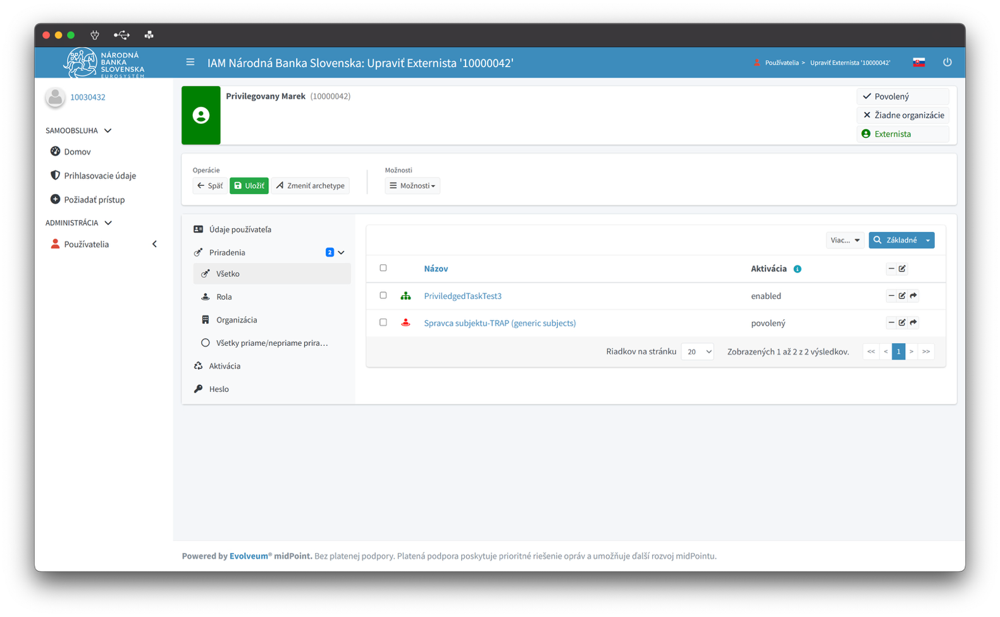 NÁRODNÁ
BANKA
SLOVENSKA
EUROSYSTÉM
IAM Národná Banka Slovenska: Upraviť Externista '10000042'
Používatelia > Upraviť Externista '10000042'
10030432
SAMOOBSLUHA
Domov
Prihlasovacie údaje
Požiadať prístup
ADMINISTRÁCIA
Používatelia
Privilegovany Marek (10000042)
Povolený
Žiadne organizácie
Externista
Operácie
Späť
Uložiť
Zmeniť archetype
Možnosti
Možnosti
Údaje používateľa
Priradenia 2
Všetko
Rola
Organizácia
Všetky priame/nepriame prira...
Aktivácia
Heslo
Viac...
Základné
Názov Aktivácia
PriviledgedTaskTest3 enabled
Spravca subjektu-TRAP (generic subjects) povolený
Riadkov na stránku 20 Zobrazených 1 až 2 z 2 výsledkov. << < 1 > >>
Powered by Evolveum® midPoint. Bez platenej podpory. Platená podpora poskytuje prioritné riešenie opráv a umožňuje ďalší rozvoj midPointu.